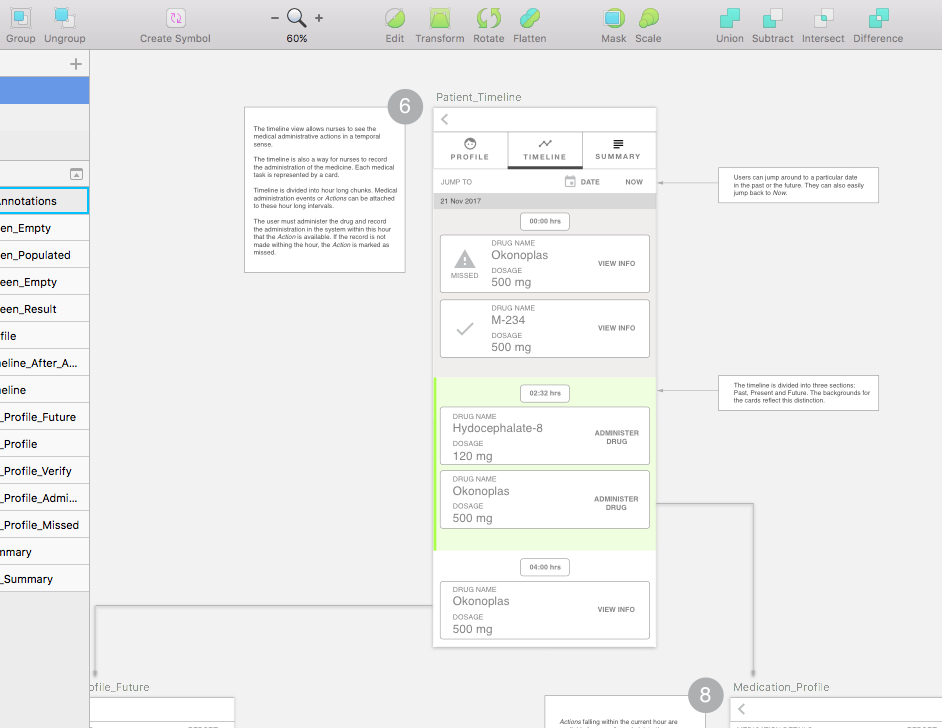 Group Ungroup Create Symbol 60% Edit Transform Rotate Flatten Mask Scale Union Subtract Intersect Difference
nnotations
en_Empty
en_Populated
een_Empty
een_Result
file
neline_After_A...
neline
_Profile_Future
_Profile
_Profile_Verify
_Profile_Admi...
_Profile_Missed
mmary
_Summary
6
The timeline view allows nurses to see the
medical administrative actions in a temporal
sense.
The timeline is also a way for nurses to record
the administration of the medicine. Each medical
task is represented by a card.
Timeline is divided into hour long chunks. Medical
administration events or Actions can be attached
to these hour long intervals.
The user must administer the drug and record
the administration in the system within this hour
that the Action is available. If the record is not
made withing the hour, the Action is marked as
missed.
Patient_Timeline
PROFILE TIMELINE SUMMARY
JUMP TO DATE NOW
21 Nov 2017
00:00 hrs
DRUG NAME
Okonoplas
DOSAGE
500 mg
MISSED
VIEW INFO
DRUG NAME
M-234
DOSAGE
500 mg
VIEW INFO
02:32 hrs
DRUG NAME
Hydocephalate-8
DOSAGE
120 mg
ADMINISTER
DRUG
DRUG NAME
Okonoplas
DOSAGE
500 mg
ADMINISTER
DRUG
04:00 hrs
DRUG NAME
Okonoplas
DOSAGE
500 mg
VIEW INFO
Users can jump around to a particular date
in the past or the future. They can also easily
jump back to Now.
The timeline is divided into three sections:
Past, Present and Future. The backgrounds for
the cards reflect this distinction.
ofile_Future
8
Actions falling within the current hour are
Medication_Profile